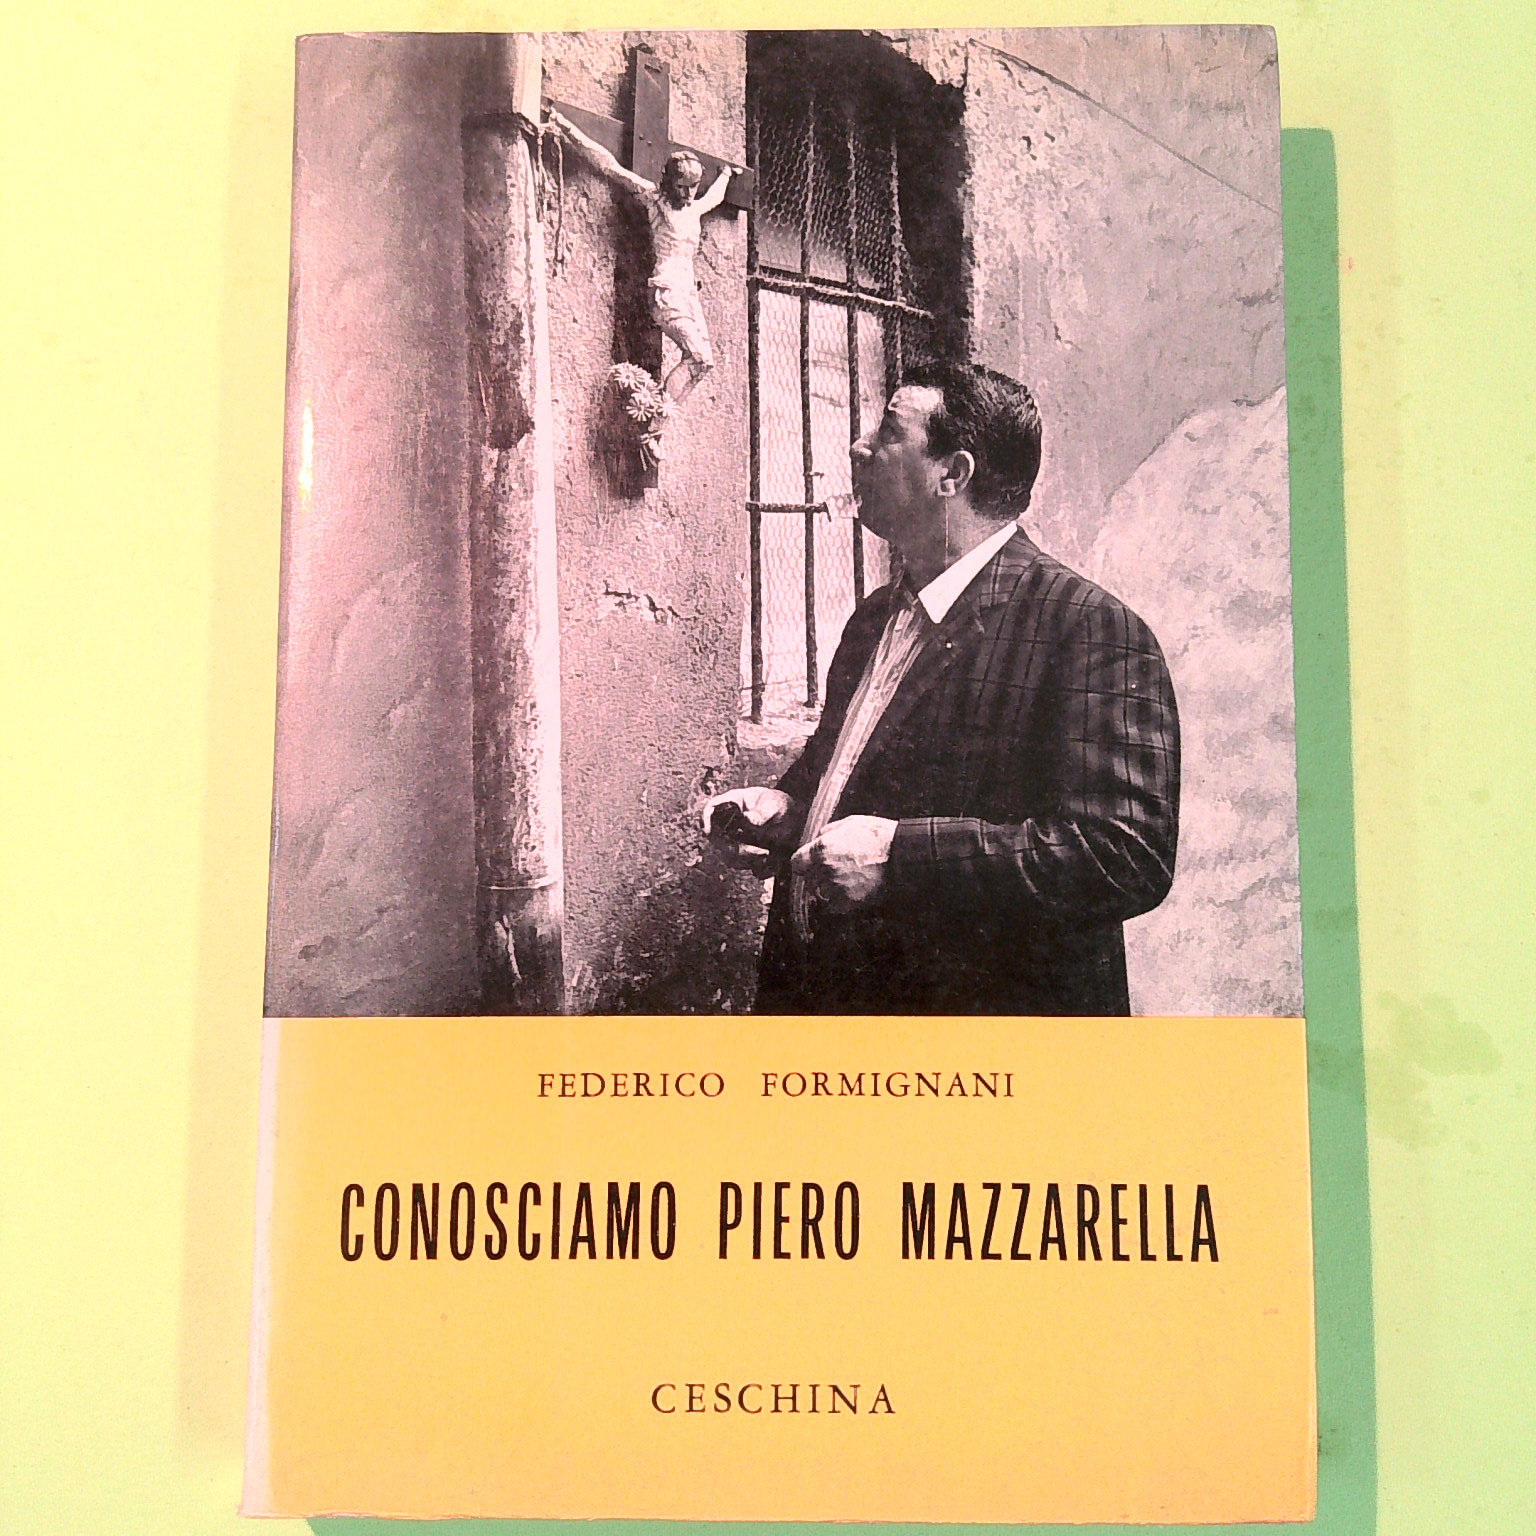 FEDERICO FORMIGNANI
CONOSCIAMO PIERO MAZZARELLA
CESCHINA